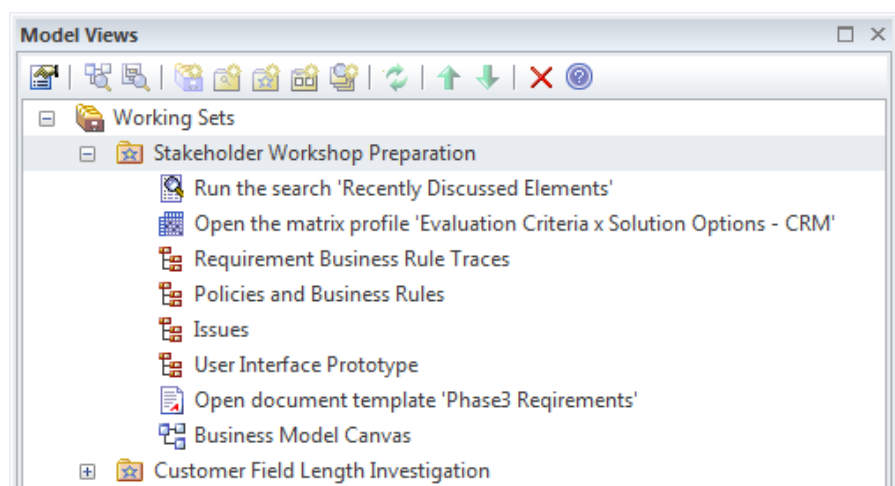 Model Views
Working Sets
Stakeholder Workshop Preparation
Run the search 'Recently Discussed Elements'
Open the matrix profile 'Evaluation Criteria x Solution Options - CRM'
Requirement Business Rule Traces
Policies and Business Rules
Issues
User Interface Prototype
Open document template 'Phase3 Reqirements'
Business Model Canvas
Customer Field Length Investigation